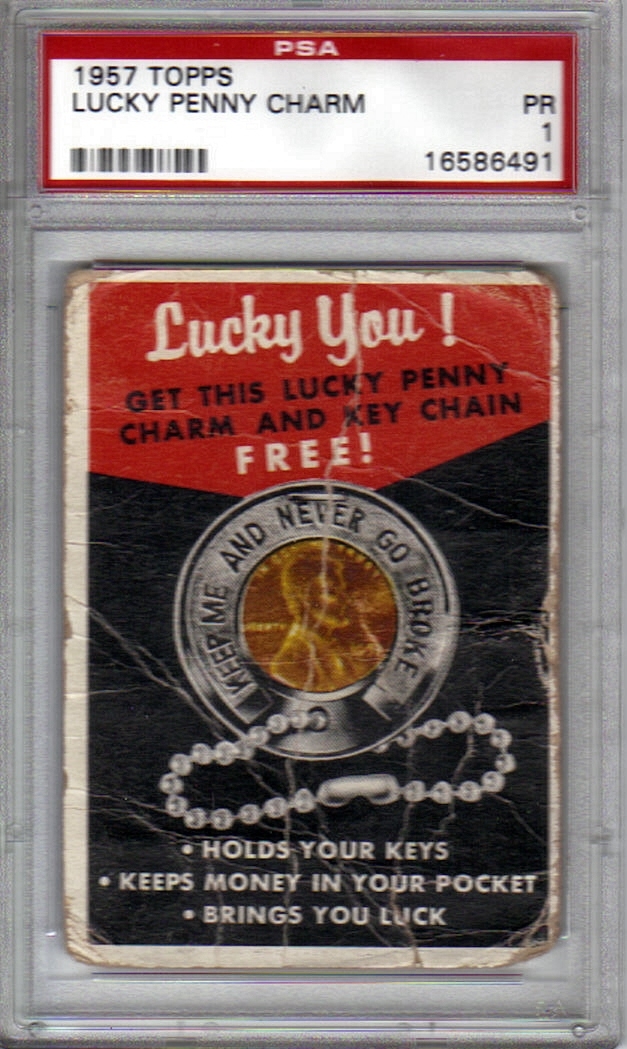 PSA
1957 TOPPS
LUCKY PENNY CHARM PR
1
16586491
Lucky You!
GET THIS LUCKY PENNY
CHARM AND KEY CHAIN
FREE!
KEEP ME AND NEVER GO BROKE
LIBERTY
• HOLDS YOUR KEYS
• KEEPS MONEY IN YOUR POCKET
• BRINGS YOU LUCK